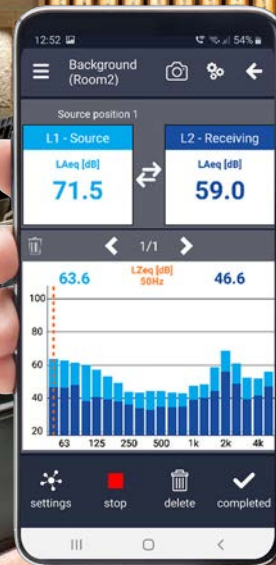 12:52 54%
Background
(Room2)
Source position 1
L1 - Source
L2 - Receiving
LAeq [dB]
71.5
LAeq [dB]
59.0
1/1
63.6
LZeq [dB]
50Hz
46.6
100
80
60
40
20
63 125 250 500 1k 2k 4k
settings stop delete completed